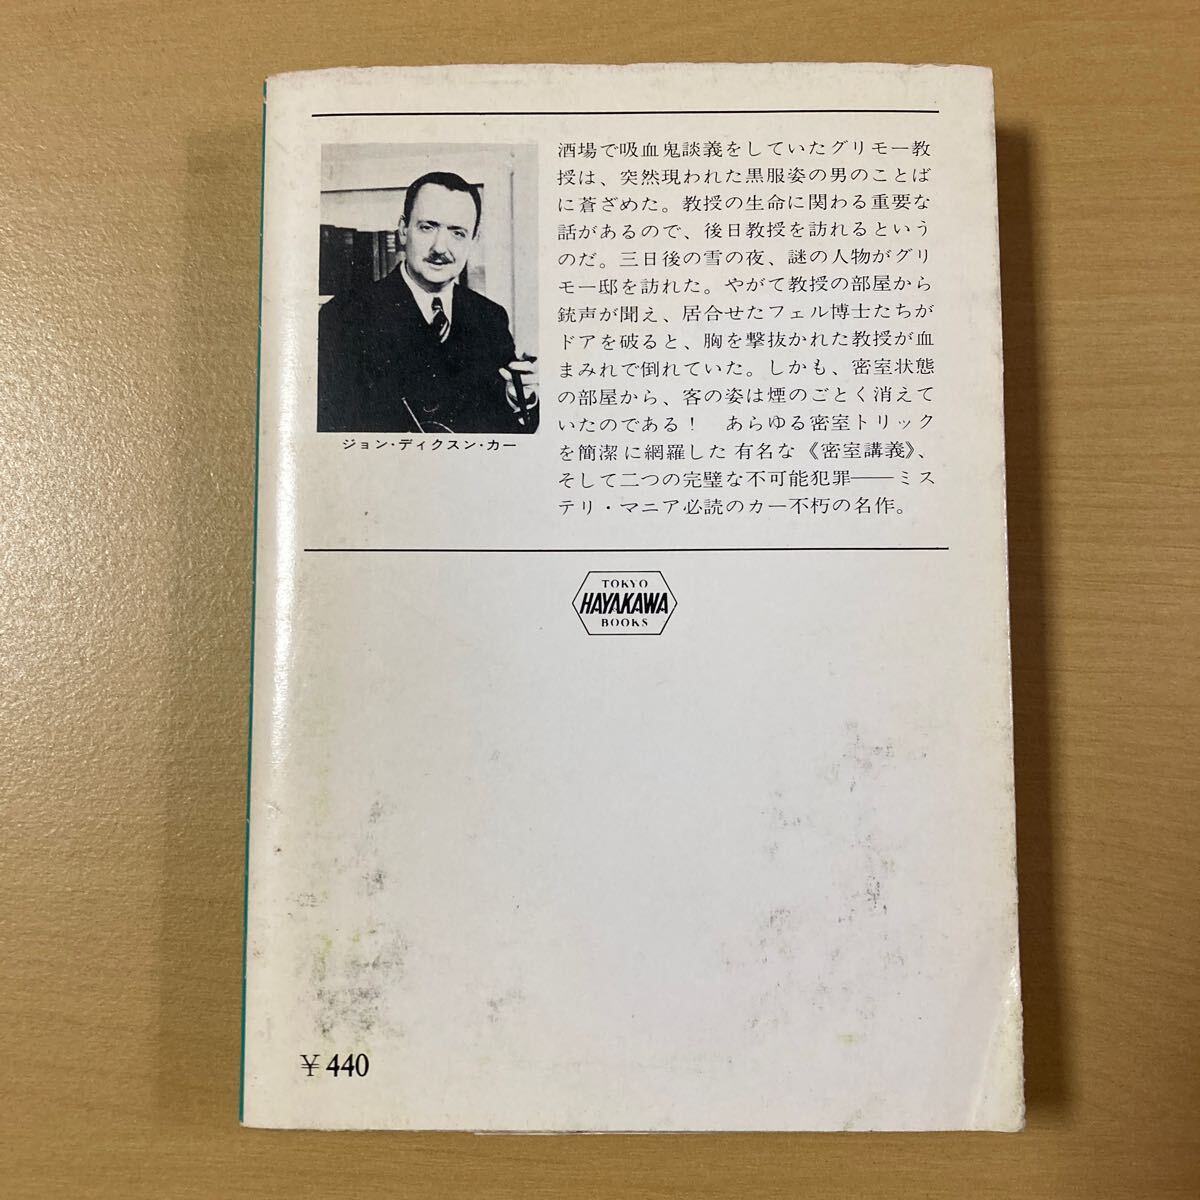 酒場で吸血鬼談義をしていたグリモー教
授は、突然現われた黒服姿の男のことば
に蒼ざめた。教授の生命に関わる重要な
話があるので、後日教授を訪れるという
のだ。三日後の雪の夜、謎の人物がグリ
モー邸を訪れた。やがて教授の部屋から
銃声が聞え、居合せたフェル博士たちが
ドアを破ると、胸を撃抜かれた教授が血
まみれで倒れていた。しかも、密室状態
の部屋から、客の姿は煙のごとく消えて
いたのである！　あらゆる密室トリック
を簡潔に網羅した有名な《密室講義》、
そして二つの完璧な不可能犯罪──ミス
テリ・マニア必読のカー不朽の名作。
ジョン・ディクスン・カー
TOKYO
HAYAKAWA
BOOKS
￥440